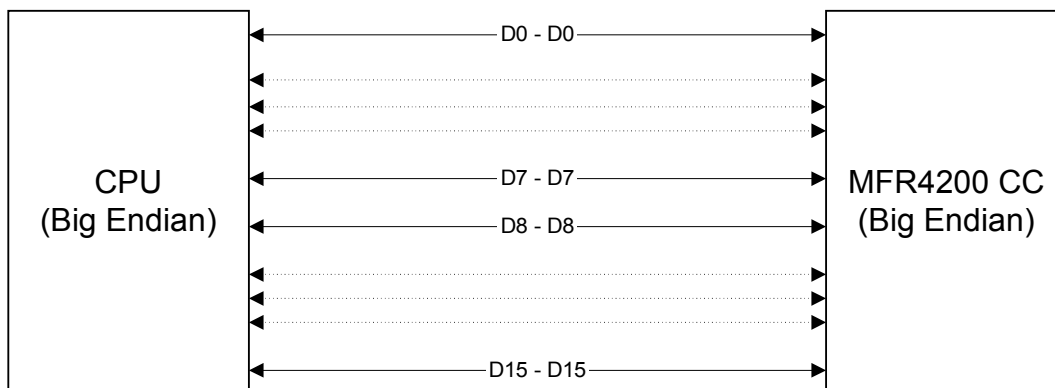 D0 - D0
CPU
(Big Endian)
D7 - D7
D8 - D8
MFR4200 CC
(Big Endian)
D15 - D15